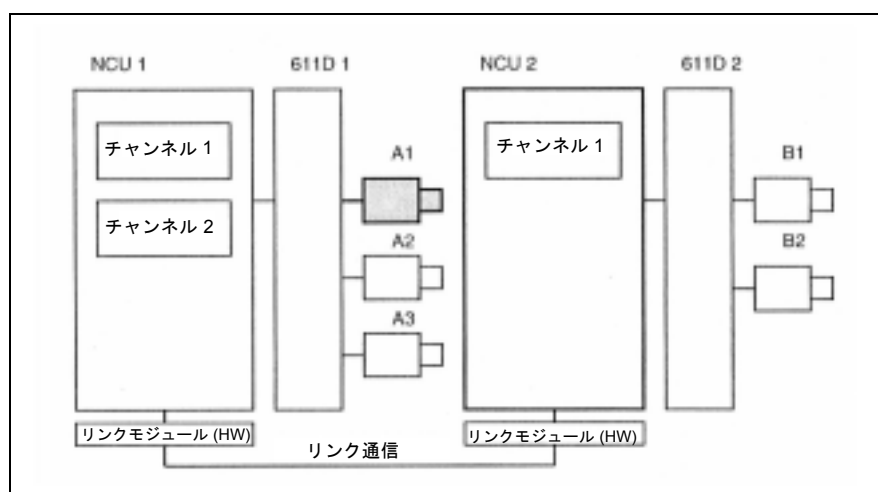 NCU 1
611D 1
NCU 2
611D 2
チャンネル 1
A1
チャンネル 1
B1
チャンネル 2
A2
B2
A3
リンクモジュール (HW)
リンク通信
リンクモジュール (HW)